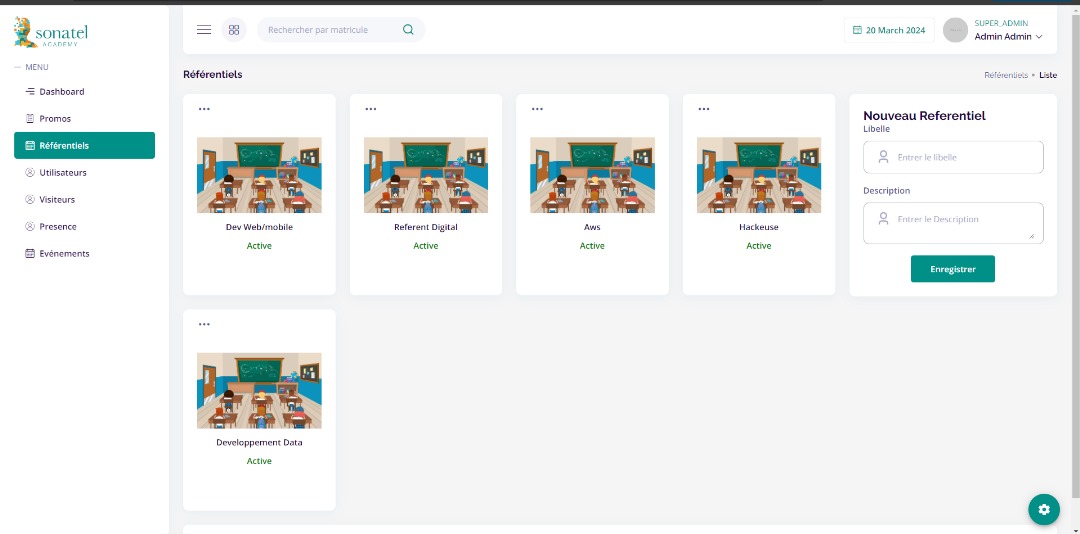 sonatel
ACADEMY
MENU
Dashboard
Promos
Référentiels
Utilisateurs
Visiteurs
Presence
Evénements
Rechercher par matricule
20 March 2024
SUPER_ADMIN
Admin Admin
Référentiels
Référentiels • Liste
Dev Web/mobile
Active
Referent Digital
Active
Aws
Active
Hackeuse
Active
Developpement Data
Active
Nouveau Referentiel
Libelle
Entrer le libelle
Description
Entrer le Description
Enregistrer